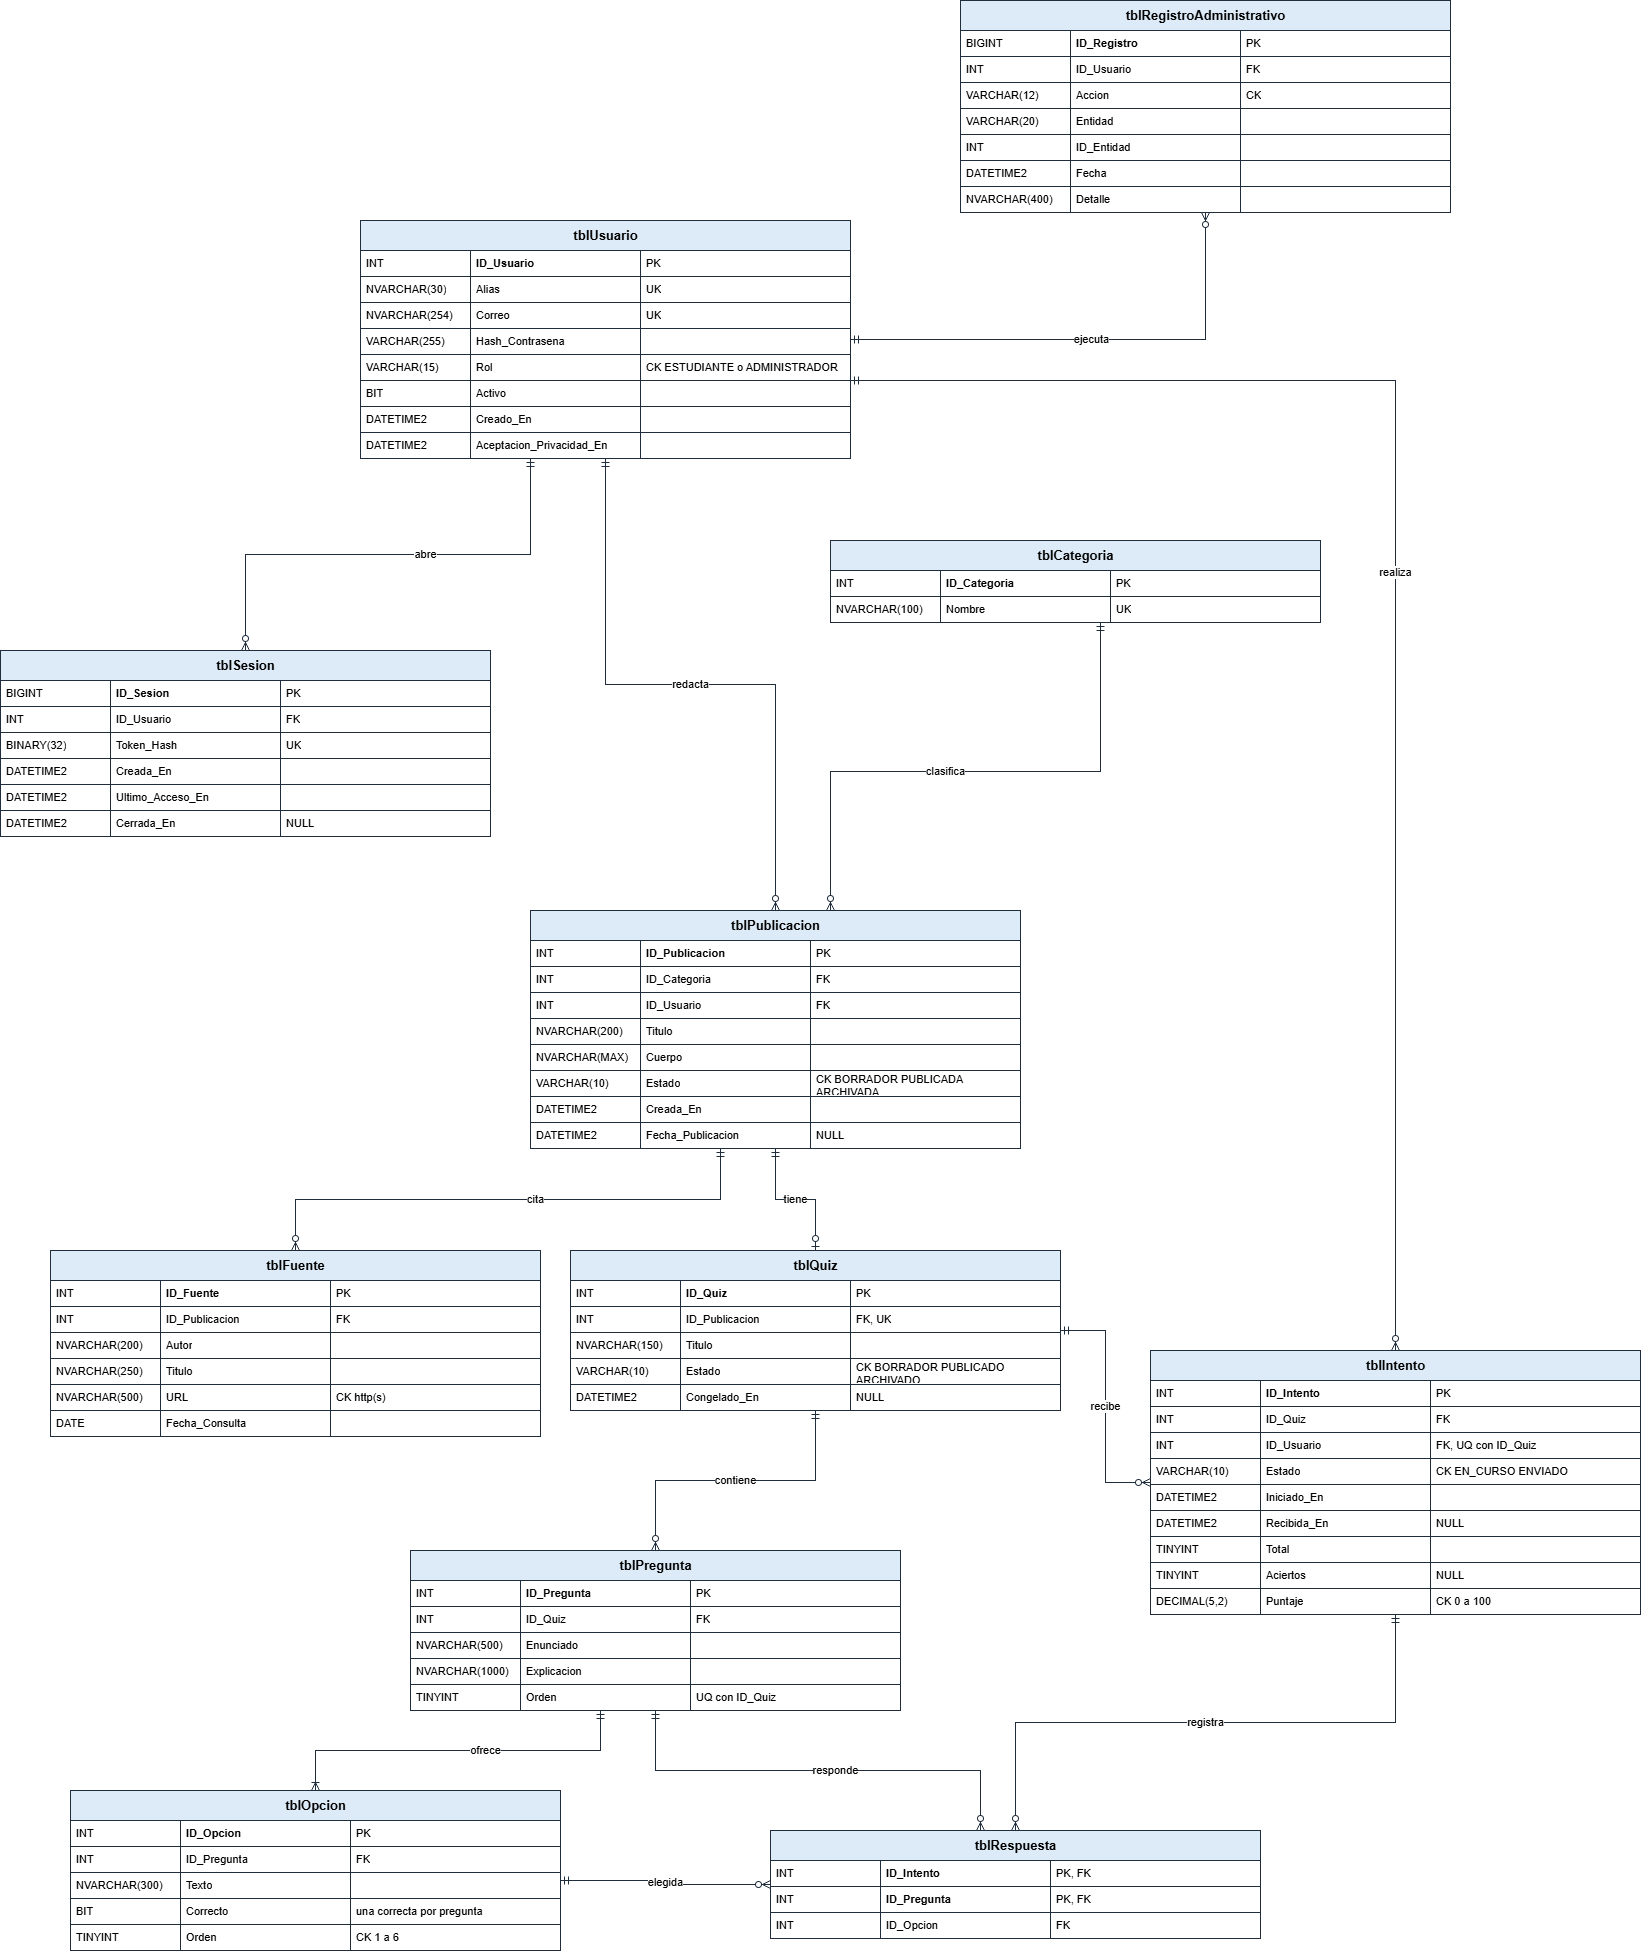 tblRegistroAdministrativo
BIGINT ID_Registro PK
INT ID_Usuario FK
VARCHAR(12) Accion CK
VARCHAR(20) Entidad
INT ID_Entidad
DATETIME2 Fecha
NVARCHAR(400) Detalle
tblUsuario
INT ID_Usuario PK
NVARCHAR(30) Alias UK
NVARCHAR(254) Correo UK
VARCHAR(255) Hash_Contrasena
VARCHAR(15) Rol CK ESTUDIANTE o ADMINISTRADOR
BIT Activo
DATETIME2 Creado_En
DATETIME2 Aceptacion_Privacidad_En
ejecuta
abre
realiza
tblCategoria
INT ID_Categoria PK
NVARCHAR(100) Nombre UK
tblSesion
BIGINT ID_Sesion PK
INT ID_Usuario FK
BINARY(32) Token_Hash UK
DATETIME2 Creada_En
DATETIME2 Ultimo_Acceso_En
DATETIME2 Cerrada_En NULL
redacta
clasifica
tblPublicacion
INT ID_Publicacion PK
INT ID_Categoria FK
INT ID_Usuario FK
NVARCHAR(200) Titulo
NVARCHAR(MAX) Cuerpo
VARCHAR(10) Estado CK BORRADOR PUBLICADA
ARCHIVADA
DATETIME2 Creada_En
DATETIME2 Fecha_Publicacion NULL
cita
tiene
tblFuente
INT ID_Fuente PK
INT ID_Publicacion FK
NVARCHAR(200) Autor
NVARCHAR(250) Titulo
NVARCHAR(500) URL CK http(s)
DATE Fecha_Consulta
tblQuiz
INT ID_Quiz PK
INT ID_Publicacion FK, UK
NVARCHAR(150) Titulo
VARCHAR(10) Estado CK BORRADOR PUBLICADO
ARCHIVADO
DATETIME2 Congelado_En NULL
recibe
tblIntento
INT ID_Intento PK
INT ID_Quiz FK
INT ID_Usuario FK, UQ con ID_Quiz
VARCHAR(10) Estado CK EN_CURSO ENVIADO
DATETIME2 Iniciado_En
DATETIME2 Recibida_En NULL
TINYINT Total
TINYINT Aciertos NULL
DECIMAL(5,2) Puntaje CK 0 a 100
contiene
tblPregunta
INT ID_Pregunta PK
INT ID_Quiz FK
NVARCHAR(500) Enunciado
NVARCHAR(1000) Explicacion
TINYINT Orden UQ con ID_Quiz
registra
ofrece
responde
tblOpcion
INT ID_Opcion PK
INT ID_Pregunta FK
NVARCHAR(300) Texto
BIT Correcto una correcta por pregunta
TINYINT Orden CK 1 a 6
elegida
tblRespuesta
INT ID_Intento PK, FK
INT ID_Pregunta PK, FK
INT ID_Opcion FK